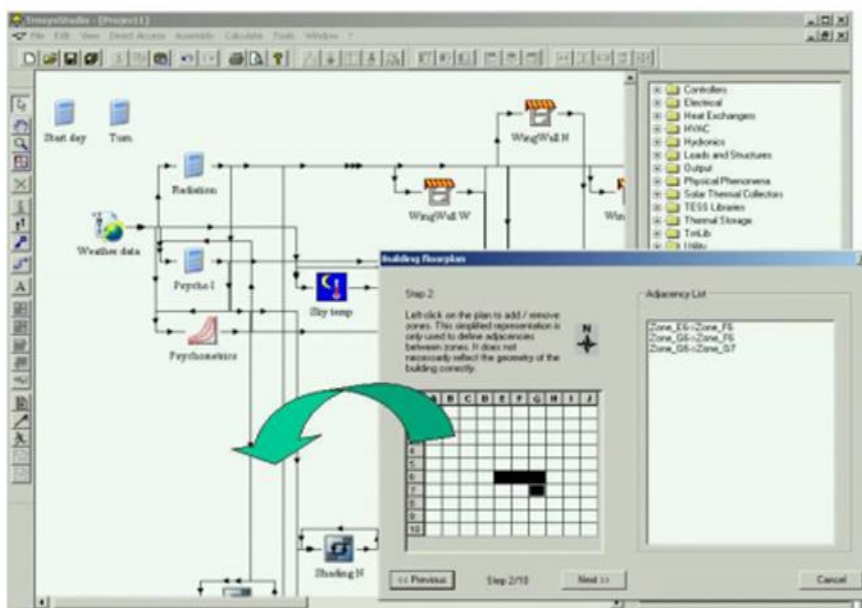 TrnsysStudio - [Project1]
File Edit View Direct Access Assembly Calculate Tools Window ?
Start day
Turn
Radiation
Weather data
Psycho I
Psychometrics
Sky temp
WingWall N
WingWall W
Shading N
Controllers
Electrical
Heat Exchangers
HVAC
Hydronics
Loads and Structures
Output
Physical Phenomena
Solar Thermal Collectors
TESS Libraries
Thermal Storage
Utility
Building floorplan
Step 2:
Left-click on the plan to add / remove
zones. This simplified representation is
only used to define adjacencies
between zones. It does not
necessarily reflect the geometry of the
building correctly.
N
A B C D E F G H I J
4
5
6
7
8
9
10
Adjacency List
Zone_E6<>Zone_F6
Zone_G6<>Zone_F6
Zone_G6<>Zone_G7
<< Previous
Step 2/10
Next >>
Cancel